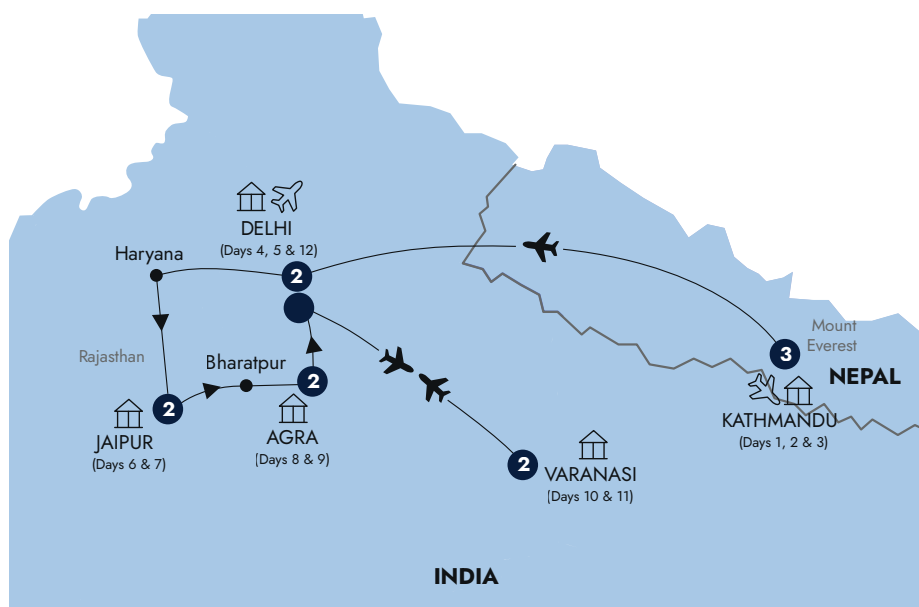 DELHI
(Days 4, 5 & 12)
2
Haryana
Rajasthan
Bharatpur
2
JAIPUR
(Days 6 & 7)
2
AGRA
(Days 8 & 9)
2
VARANASI
(Days 10 & 11)
Mount
Everest
3
NEPAL
KATHMANDU
(Days 1, 2 & 3)
INDIA